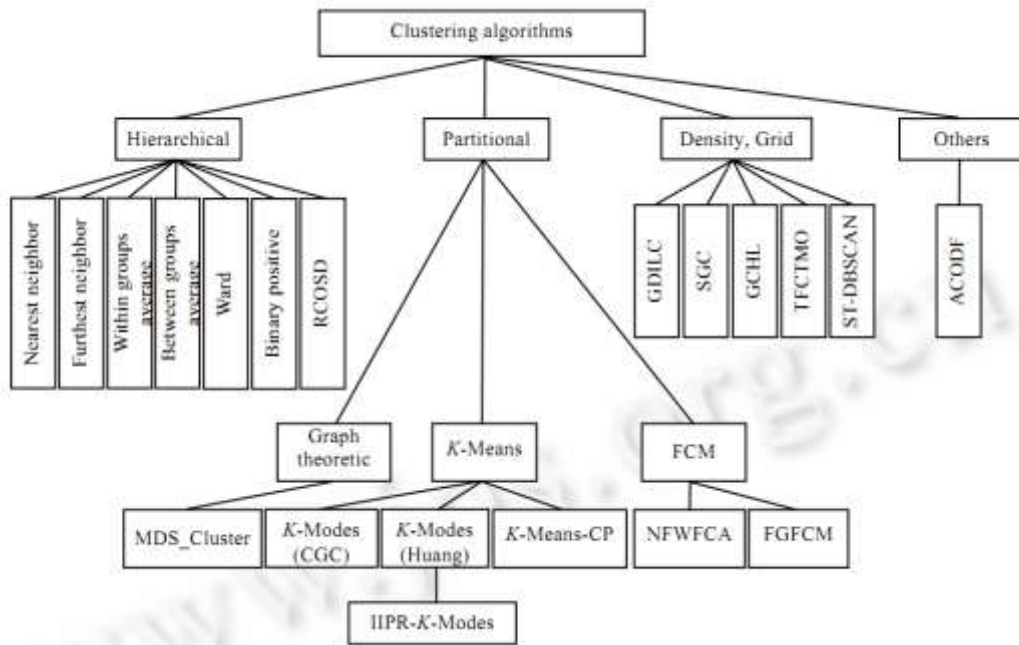 Clustering algorithms
Hierarchical
Partitional
Density, Grid
Others
Nearest neighbor
Furthest neighbor
Within groups
average
Between groups
average
Ward
Binary positive
RCOSD
GDILC
SGC
GCHL
TFCTMO
ST-DBSCAN
ACODF
Graph
theoretic
K-Means
FCM
MDS_Cluster
K-Modes
(CGC)
K-Modes
(Huang)
K-Means-CP
NFWFCA
FGFCM
IIPR-K-Modes